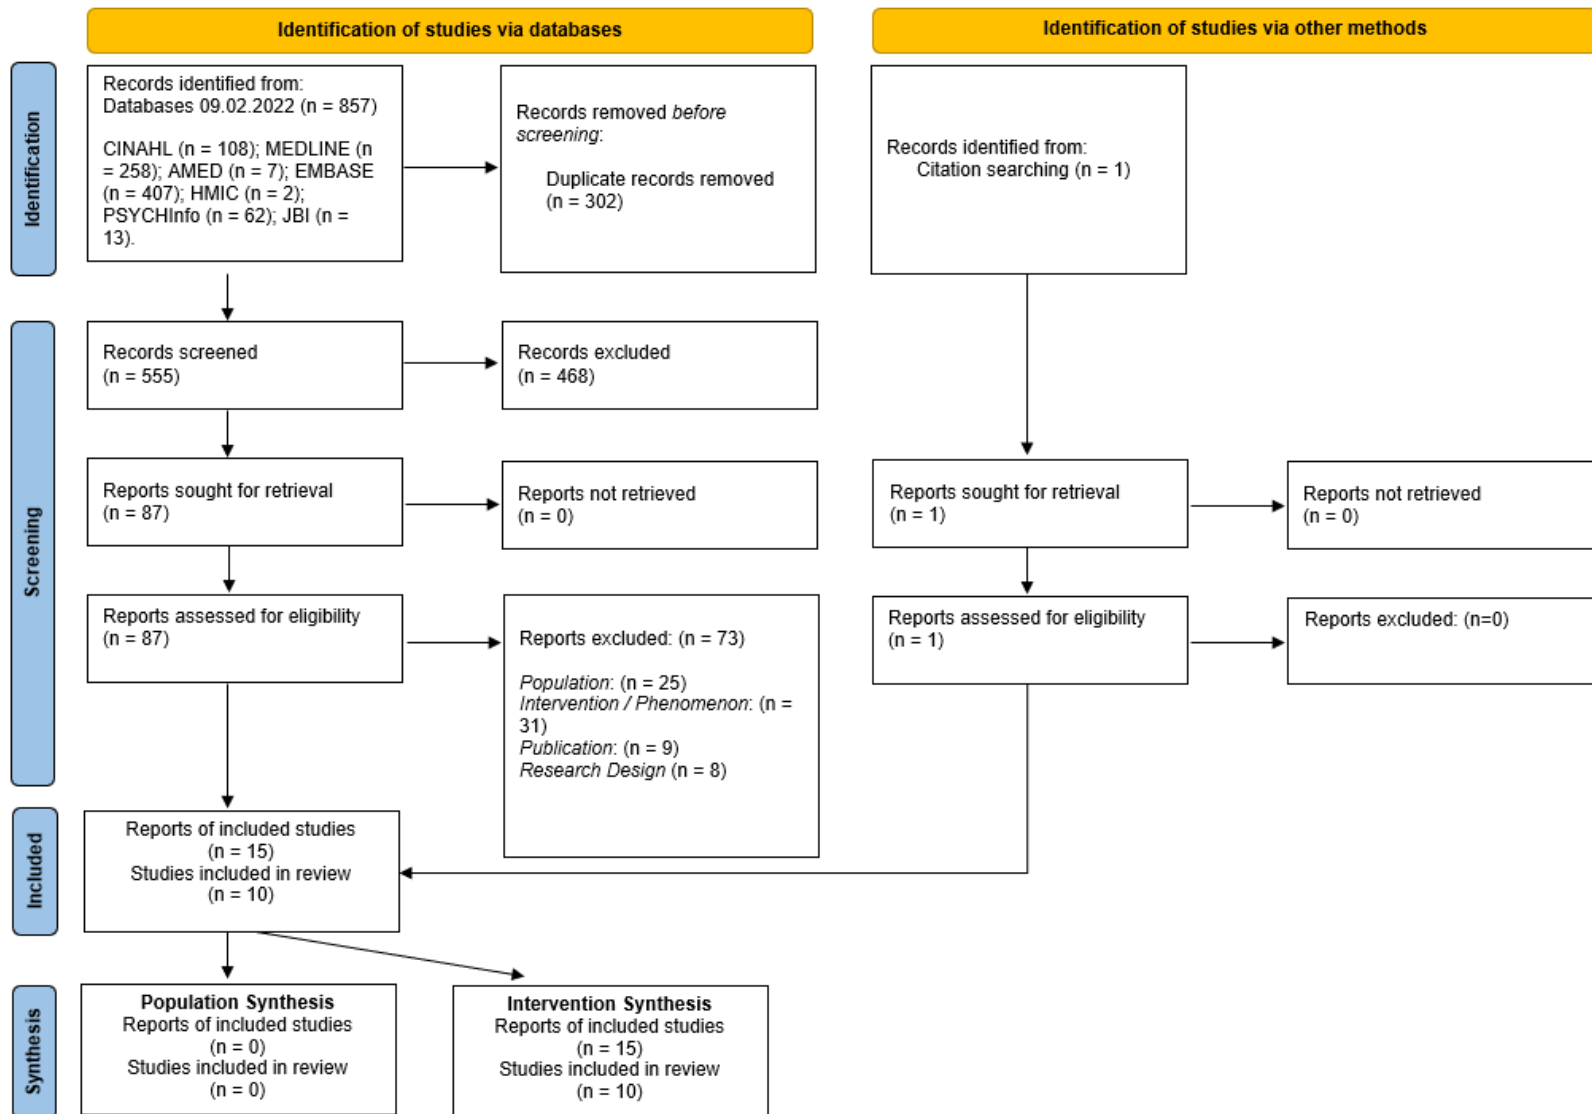 Identification of studies via databases
Identification of studies via other methods
Identification
Records identified from:
Databases 09.02.2022 (n = 857)
CINAHL (n = 108); MEDLINE (n
= 258); AMED (n = 7); EMBASE
(n = 407); HMIC (n = 2);
PSYCHInfo (n = 62); JBI (n =
13).
Records removed before
screening:
Duplicate records removed
(n = 302)
Records identified from:
Citation searching (n = 1)
Screening
Records screened
(n = 555)
Records excluded
(n = 468)
Reports sought for retrieval
(n = 87)
Reports not retrieved
(n = 0)
Reports sought for retrieval
(n = 1)
Reports not retrieved
(n = 0)
Reports assessed for eligibility
(n = 87)
Reports excluded: (n = 73)
Population: (n = 25)
Intervention / Phenomenon: (n =
31)
Publication: (n = 9)
Research Design (n = 8)
Reports assessed for eligibility
(n = 1)
Reports excluded: (n=0)
Included
Reports of included studies
(n = 15)
Studies included in review
(n = 10)
Synthesis
Population Synthesis
Reports of included studies
(n = 0)
Studies included in review
(n = 0)
Intervention Synthesis
Reports of included studies
(n = 15)
Studies included in review
(n = 10)